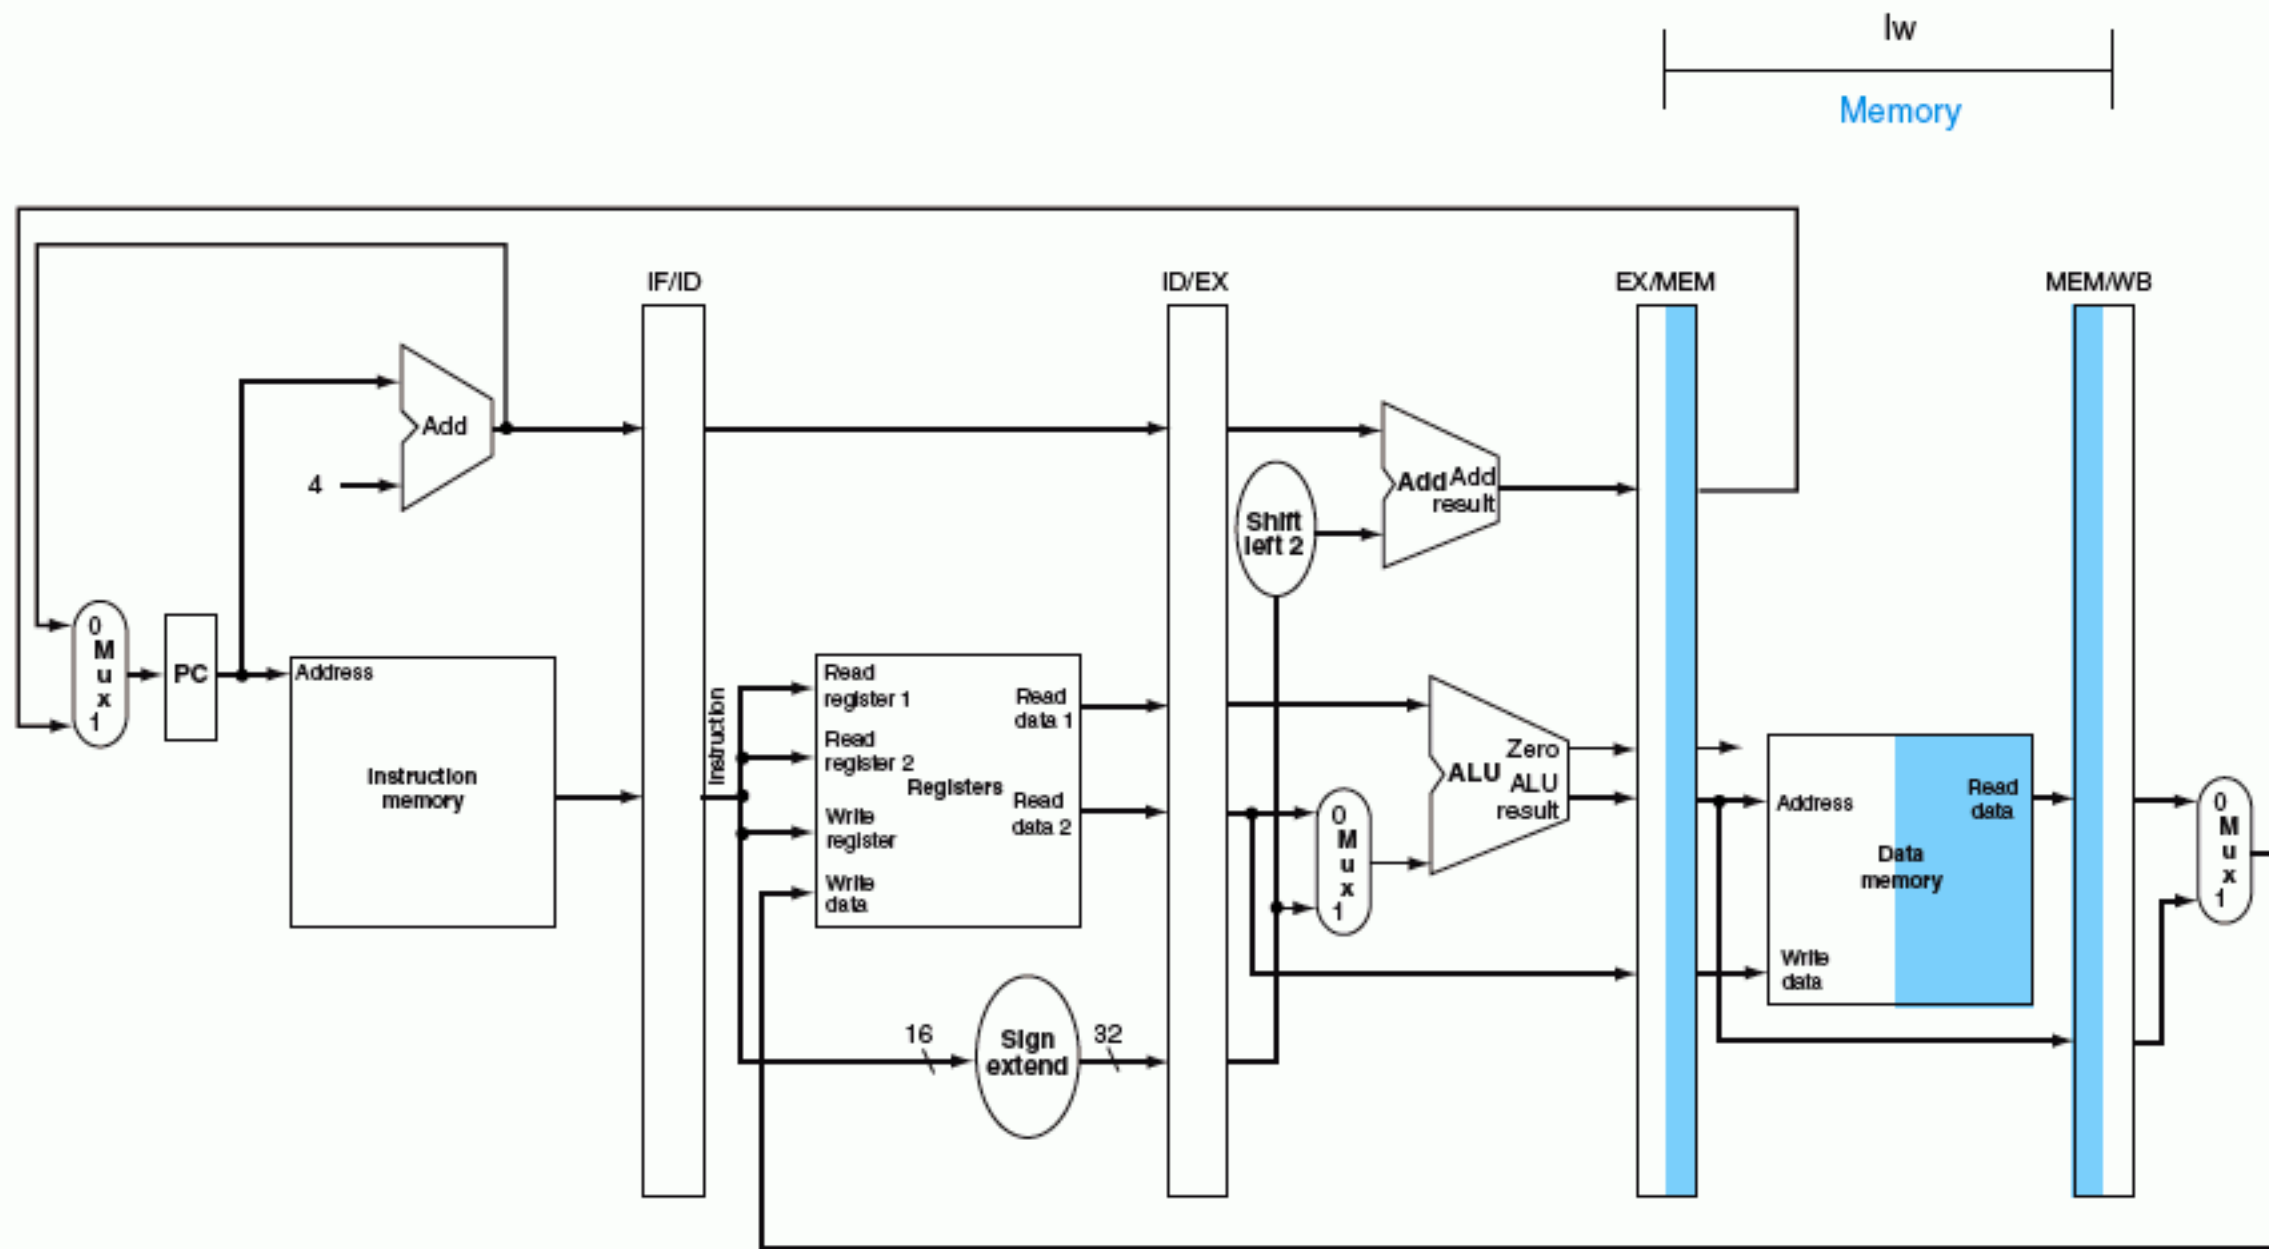 lw
Memory
IF/ID
ID/EX
EX/MEM
MEM/WB
Add
4
Add Add
result
Shift
left 2
0
M
u
x
1
PC
Address
Instruction
memory
Instruction
Read
register 1
Read
register 2
Write
register
Write
data
Registers
Read
data 1
Read
data 2
0
M
u
x
1
Zero
ALU
ALU
result
Address
Read
data
Data
memory
Write
data
0
M
u
x
1
16
Sign
extend
32